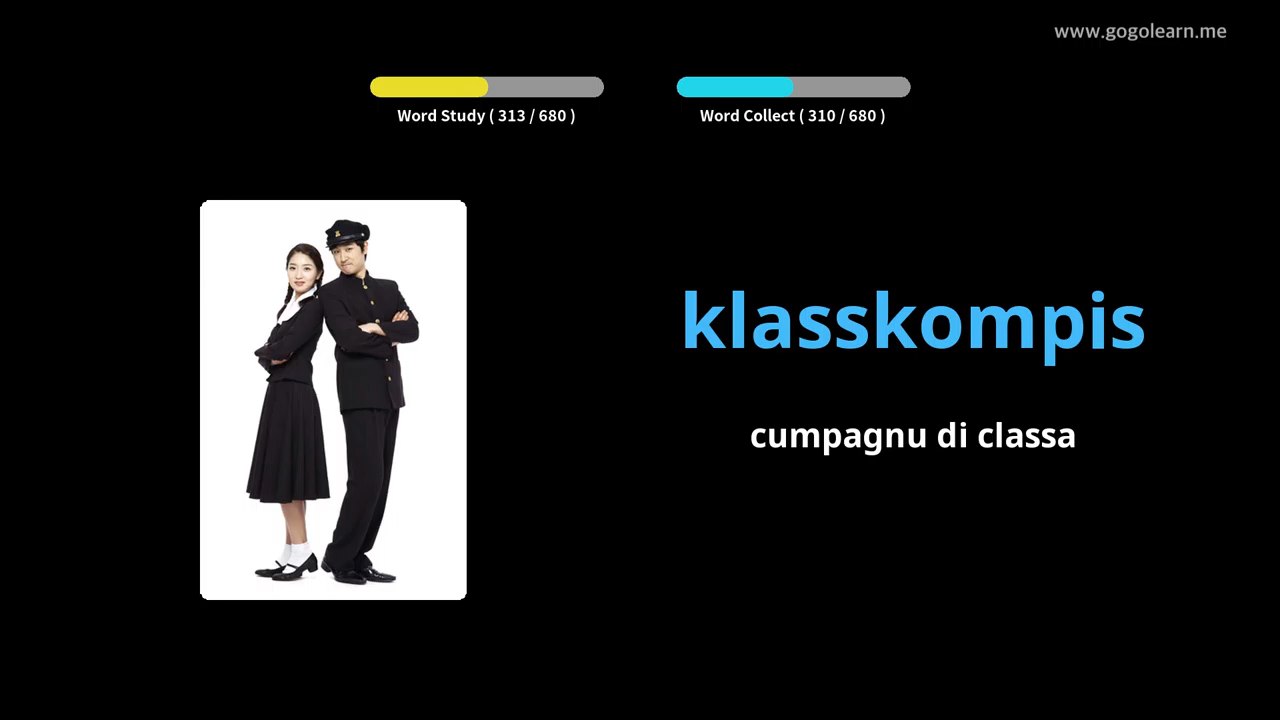 www.gogolearn.me
Word Study ( 313 / 680 )
Word Collect ( 310 / 680 )
klasskompis
cumpagnu di classa